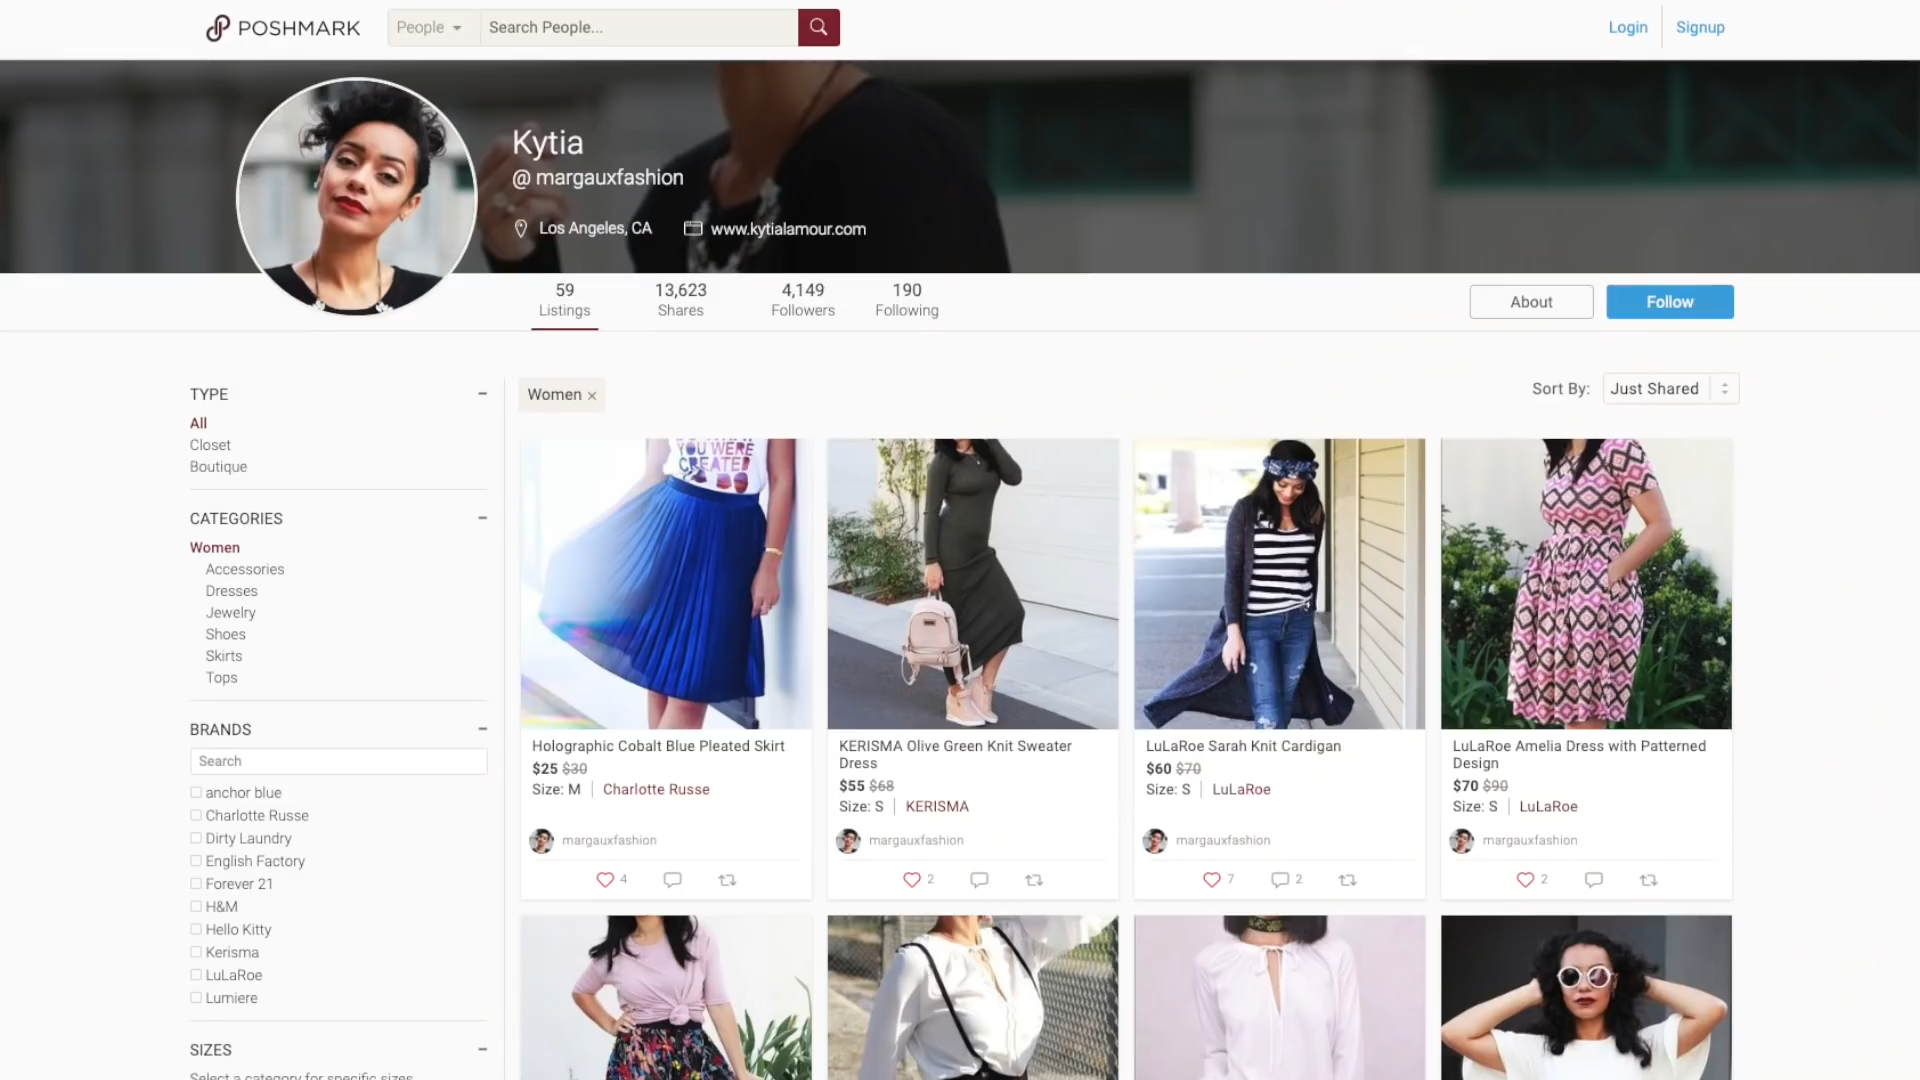 POSHMARK
People
Search People...
Login
Signup
Kytia
@ margauxfashion
Los Angeles, CA
www.kytialamour.com
59
Listings
13,623
Shares
4,149
Followers
190
Following
About
Follow
TYPE
All
Closet
Boutique
CATEGORIES
Women
Accessories
Dresses
Jewelry
Shoes
Skirts
Tops
BRANDS
Search
anchor blue
Charlotte Russe
Dirty Laundry
English Factory
Forever 21
H&M
Hello Kitty
Kerisma
LuLaRoe
Lumiere
SIZES
Select a category for specific sizes
Women ×
Sort By:
Just Shared
YOU WERE
CREATED
Holographic Cobalt Blue Pleated Skirt
$25 $30
Size: M | Charlotte Russe
margauxfashion
4
KERISMA Olive Green Knit Sweater
Dress
$55 $68
Size: S | KERISMA
margauxfashion
2
LuLaRoe Sarah Knit Cardigan
$60 $70
Size: S | LuLaRoe
margauxfashion
7
2
LuLaRoe Amelia Dress with Patterned
Design
$70 $90
Size: S | LuLaRoe
margauxfashion
2